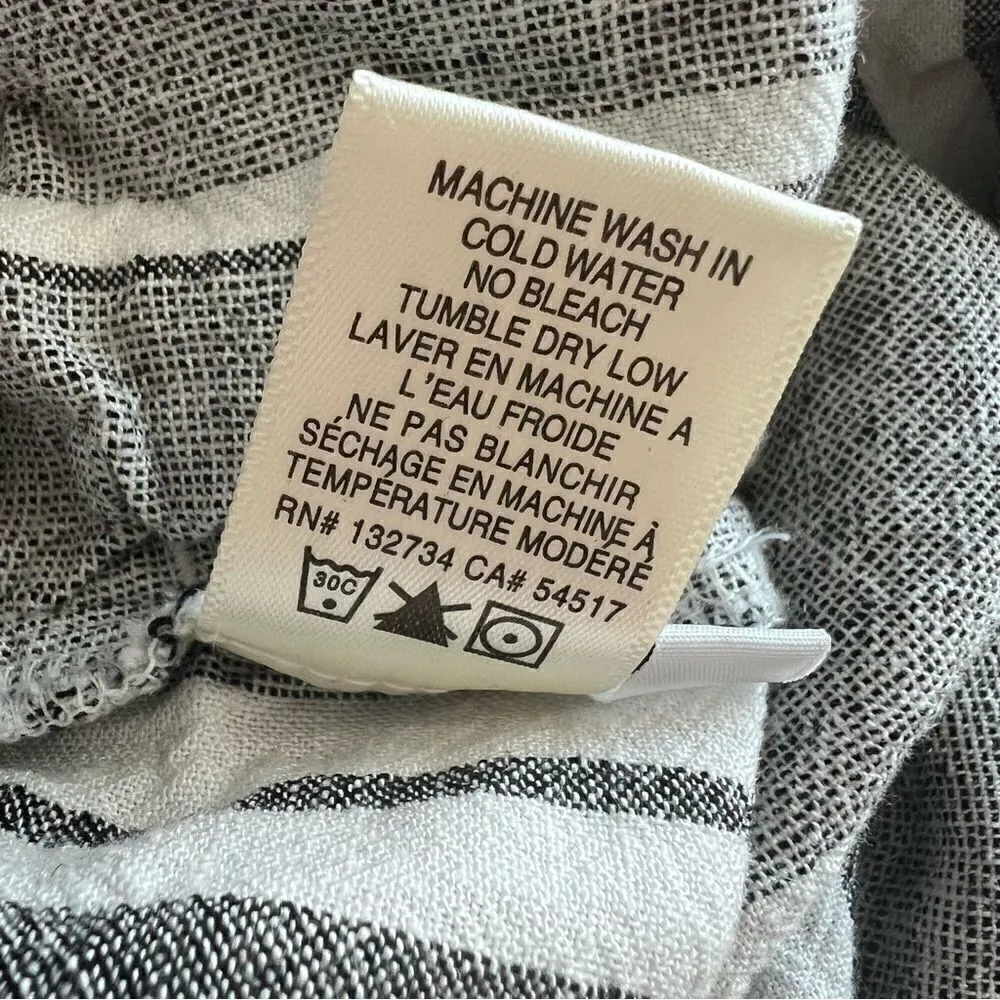 MACHINE WASH IN
COLD WATER
NO BLEACH
TUMBLE DRY LOW
LAVER EN MACHINE A
L'EAU FROIDE
NE PAS BLANCHIR
SÉCHAGE EN MACHINE À
TEMPÉRATURE MODÉRÉ
RN# 132734 CA# 54517
30C